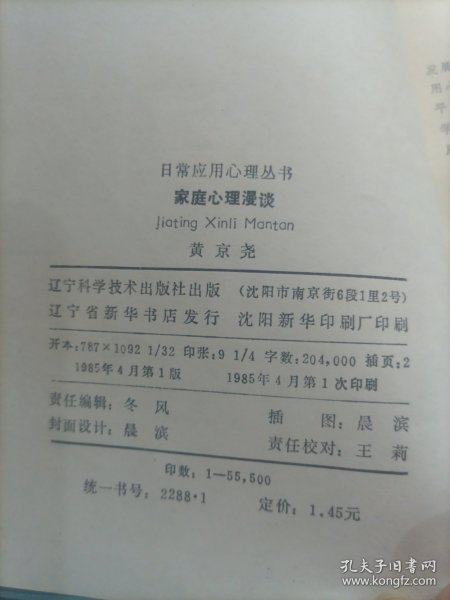 日常应用心理丛书
家庭心理漫谈
Jiating Xinli Mantan
黄京尧
辽宁科学技术出版社出版 (沈阳市南京街6段1里2号)
辽宁省新华书店发行 沈阳新华印刷厂印刷
开本:787×1092 1/32 印张:9 1/4 字数:204,000 插页:2
1985年4月第1版 1985年4月第1次印刷
责任编辑:冬风 插图:晨滨
封面设计:晨滨 责任校对:王莉
印数:1—55,500
统一书号:2288·1 定价:1.45元
发
用
平
孔夫子旧书网
www.kongfz.com